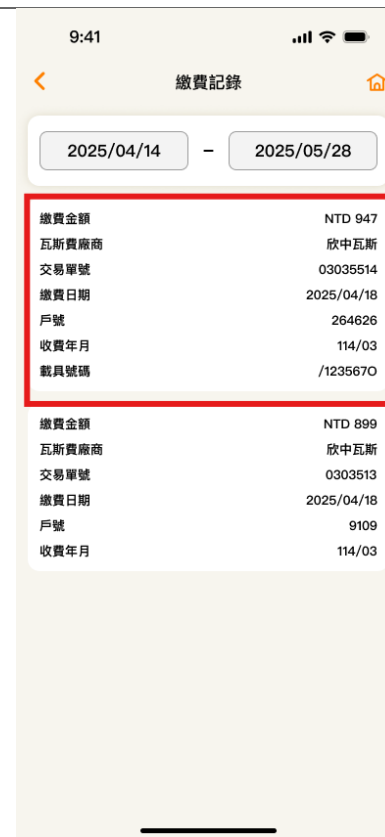 9:41
繳費記錄
2025/04/14 – 2025/05/28
繳費金額 NTD 947
瓦斯費廠商 欣中瓦斯
交易單號 03035514
繳費日期 2025/04/18
戶號 264626
收費年月 114/03
載具號碼 /123567O
繳費金額 NTD 899
瓦斯費廠商 欣中瓦斯
交易單號 0303513
繳費日期 2025/04/18
戶號 9109
收費年月 114/03